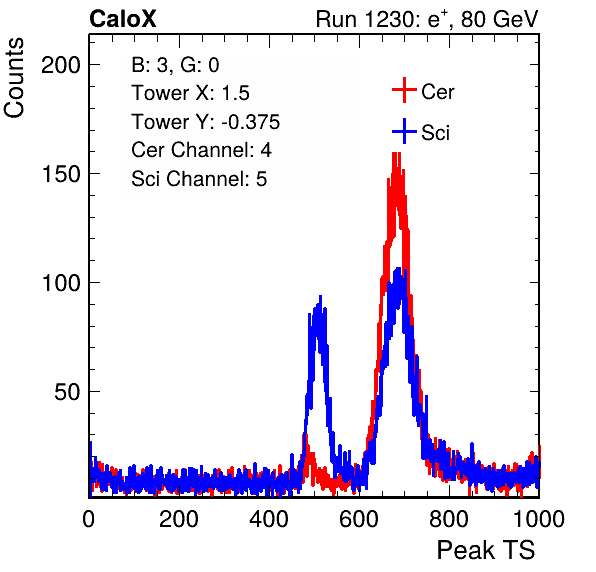 CaloX Run 1230: e⁺, 80 GeV
Counts
B: 3, G: 0
Tower X: 1.5
Tower Y: -0.375
Cer Channel: 4
Sci Channel: 5
Cer
Sci
200
150
100
50
0 200 400 600 800 1000
Peak TS